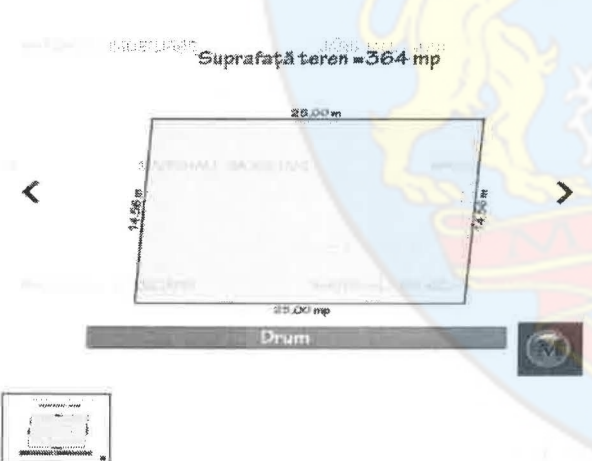 Suprafață teren = 364 mp
25,00 m
14,56 m
14,56 m
25,00 mp
Drum
M